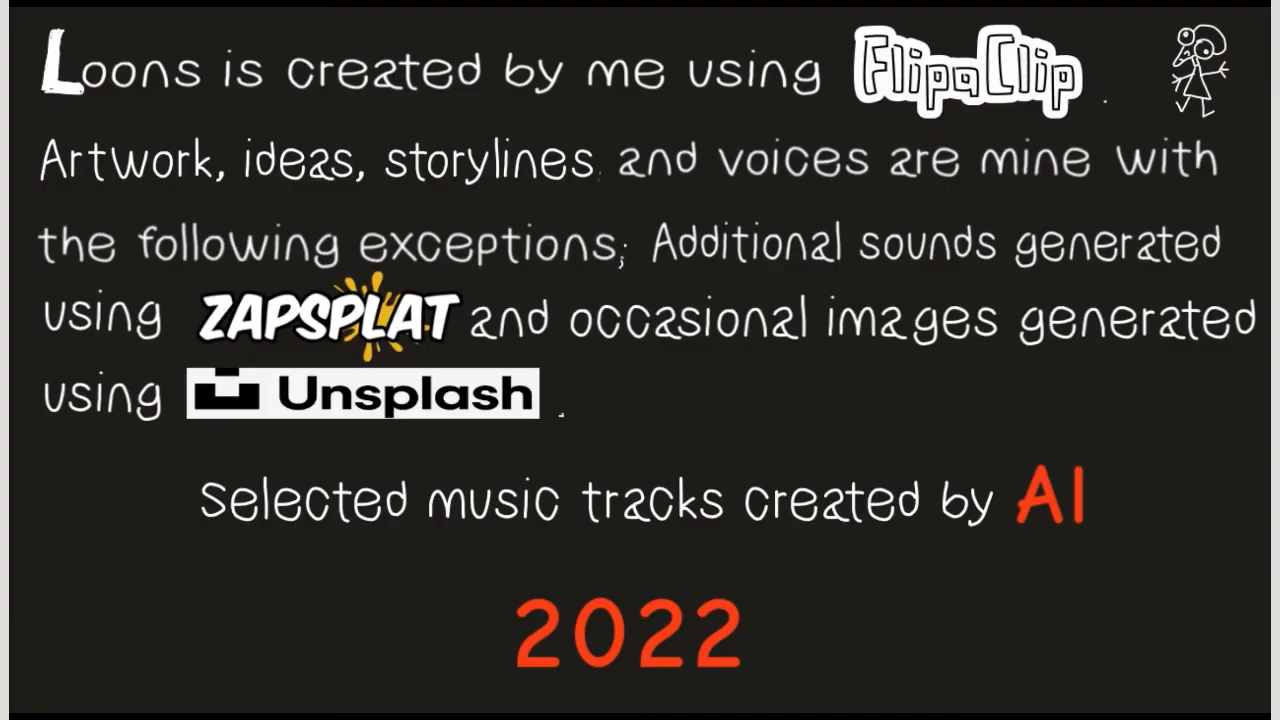 Loons is created by me using FlipaClip .
Artwork, ideas, storylines and voices are mine with
the following exceptions; Additional sounds generated
using ZAPSPLAT and occasional images generated
using Unsplash .
Selected music tracks created by AI
2022